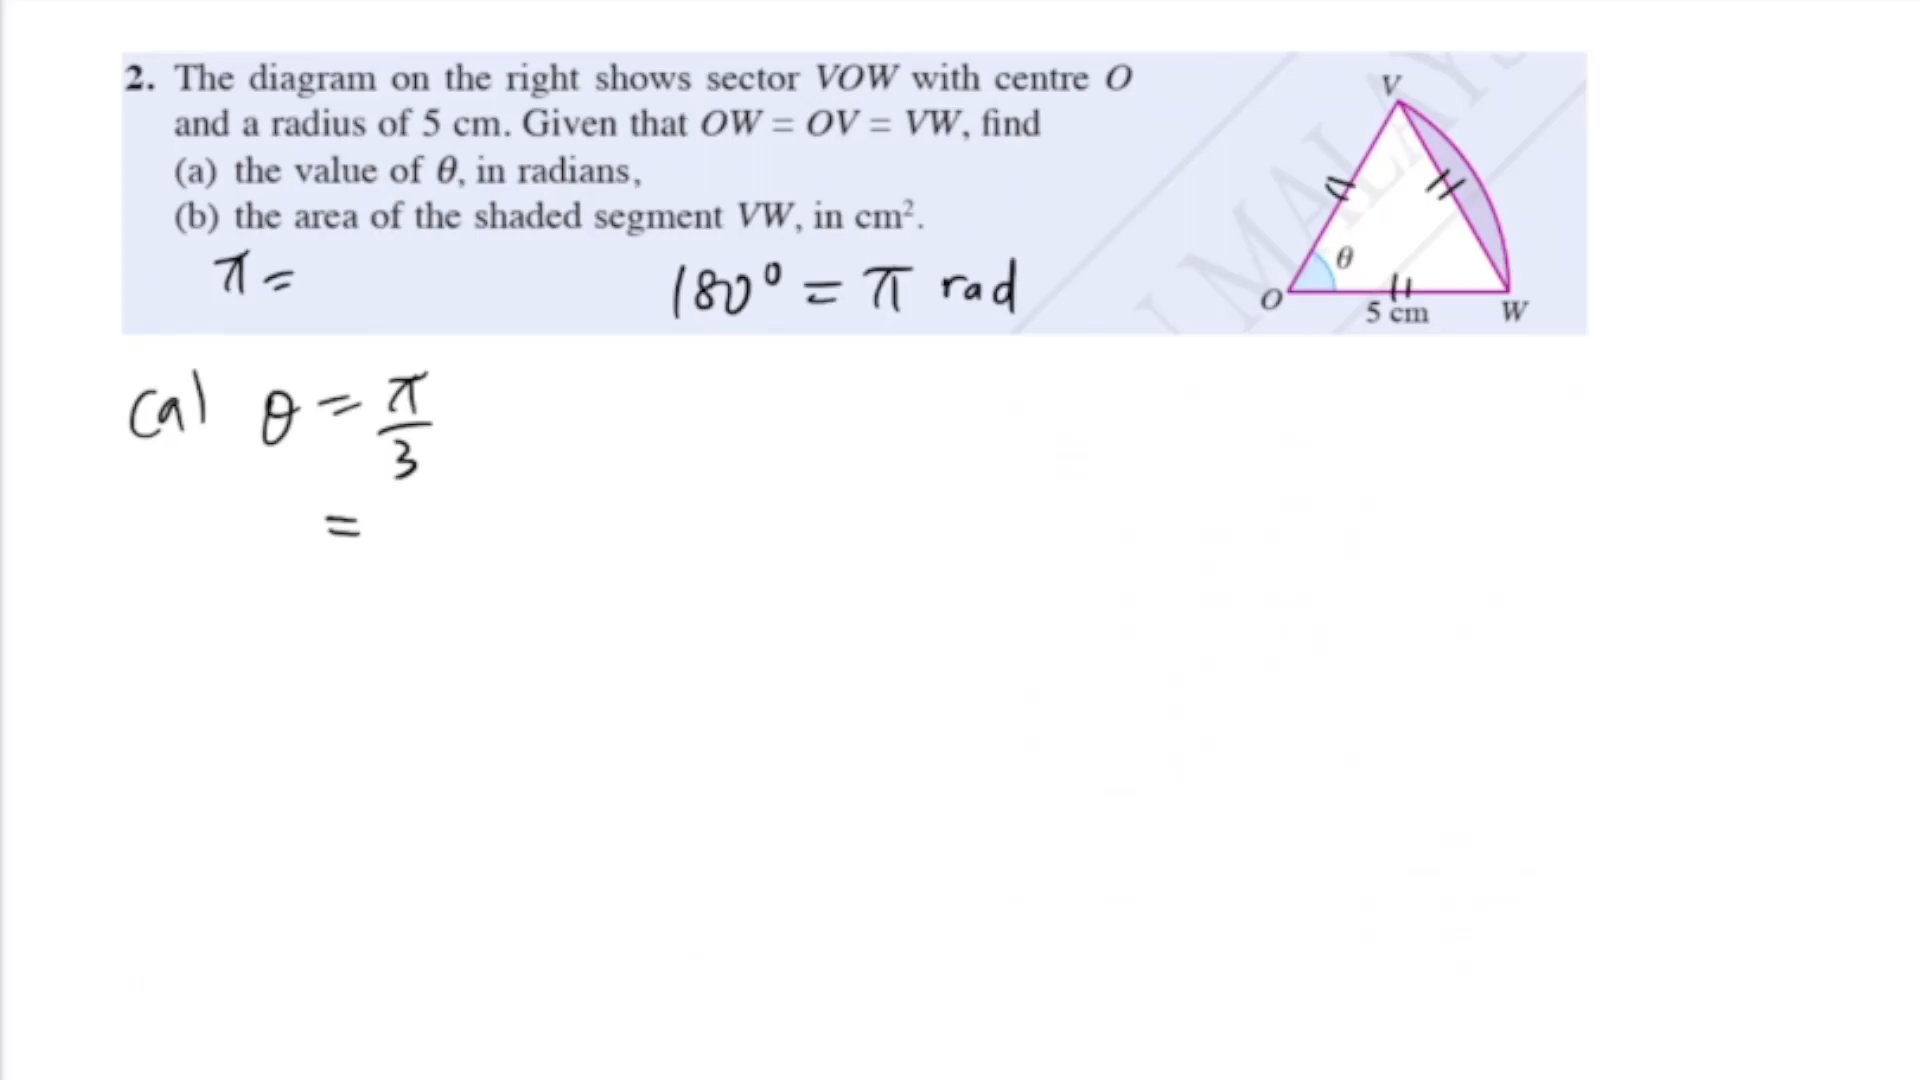 2. The diagram on the right shows sector VOW with centre O
and a radius of 5 cm. Given that OW = OV = VW, find
(a) the value of θ, in radians,
(b) the area of the shaded segment VW, in cm².
π =
180° = π rad
V
θ
O
5 cm
W
MALAYS
(a) θ = π/3
=